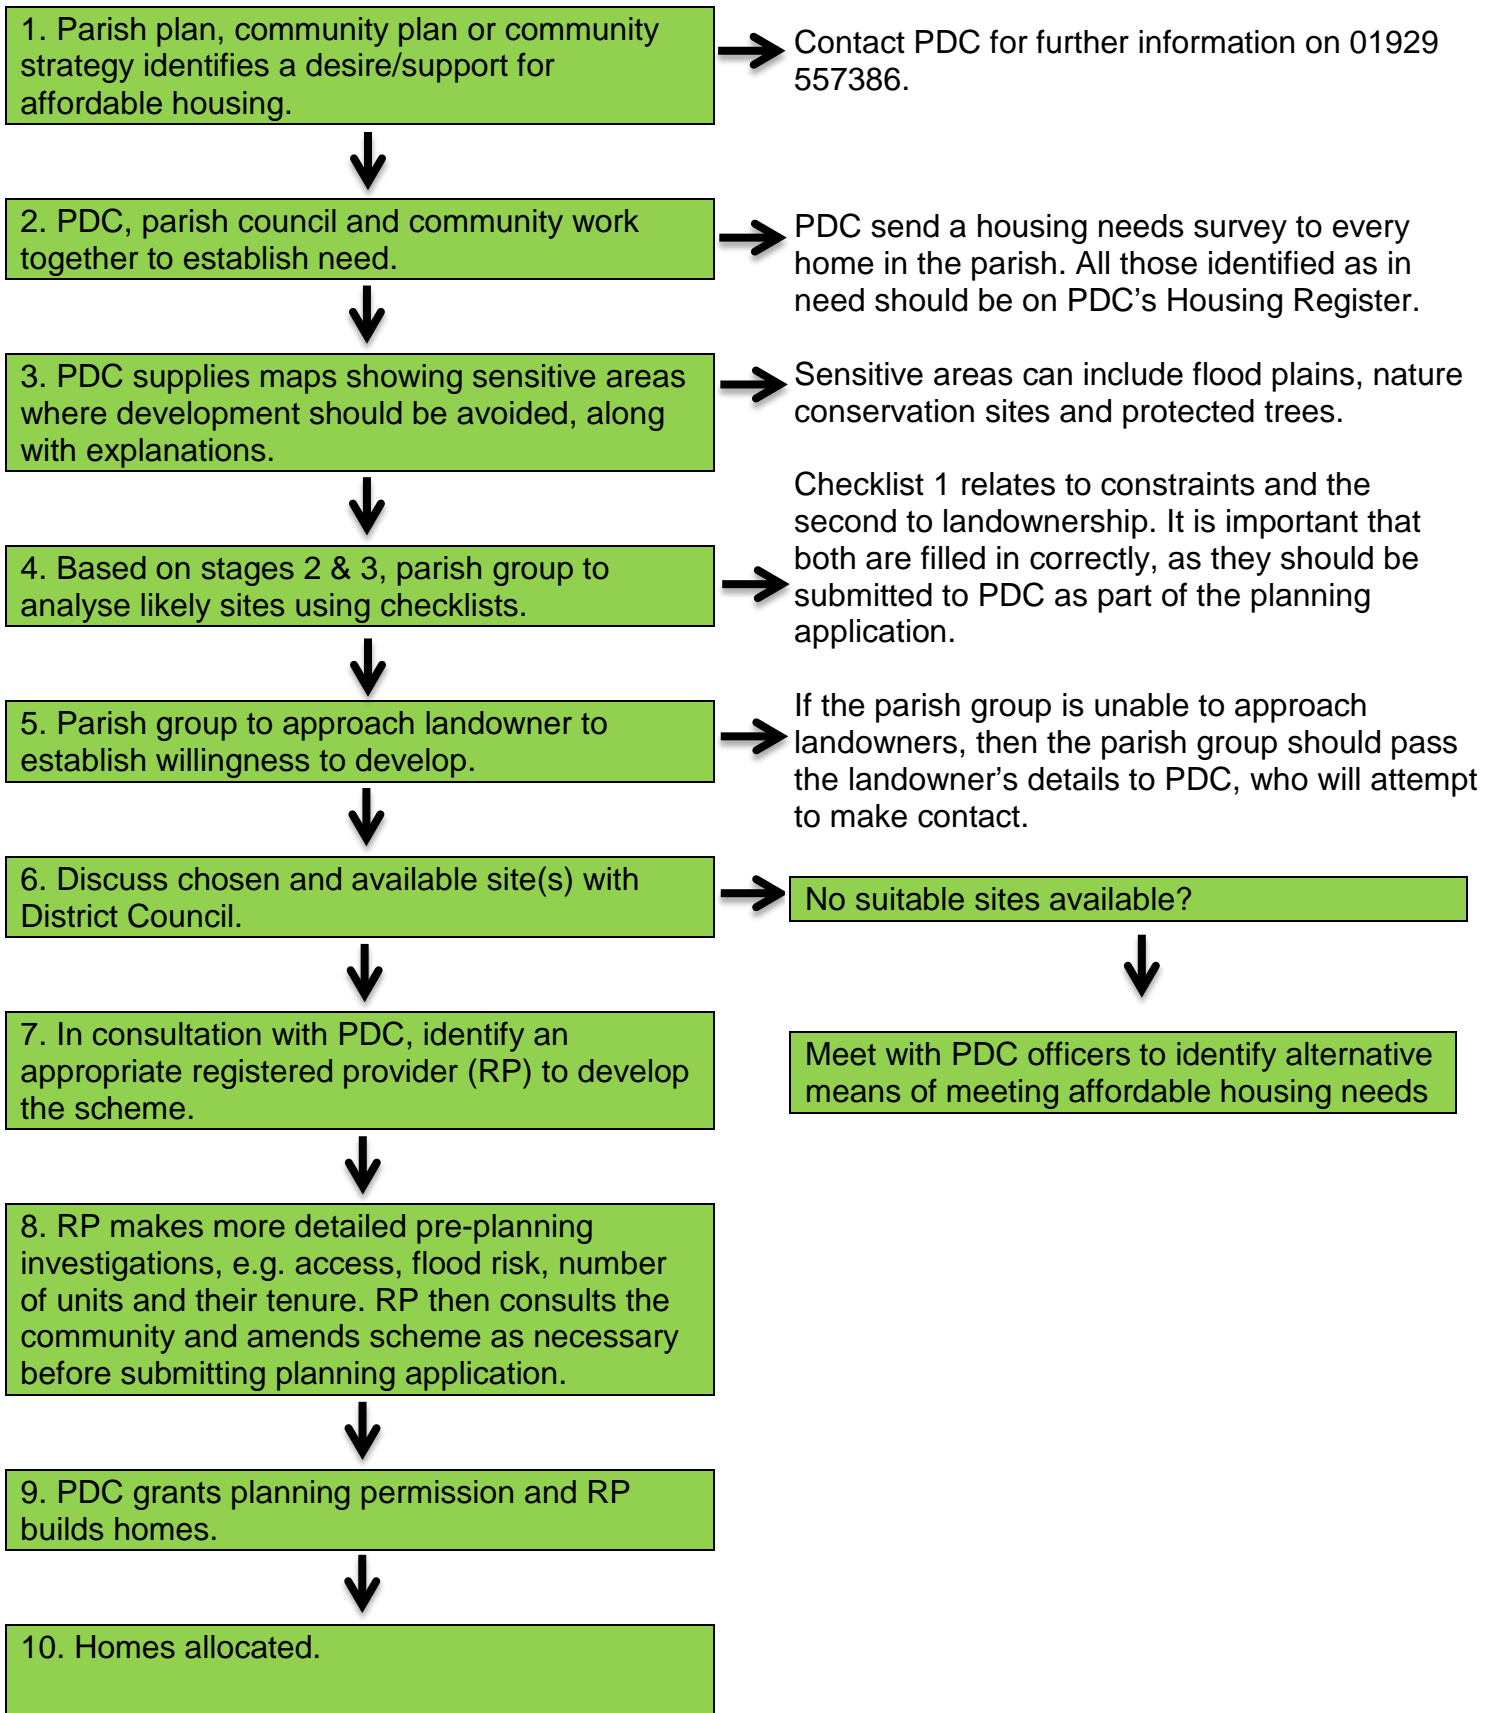 1. Parish plan, community plan or community
strategy identifies a desire/support for
affordable housing.
Contact PDC for further information on 01929
557386.
2. PDC, parish council and community work
together to establish need.
PDC send a housing needs survey to every
home in the parish. All those identified as in
need should be on PDC’s Housing Register.
3. PDC supplies maps showing sensitive areas
where development should be avoided, along
with explanations.
Sensitive areas can include flood plains, nature
conservation sites and protected trees.
4. Based on stages 2 & 3, parish group to
analyse likely sites using checklists.
Checklist 1 relates to constraints and the
second to landownership. It is important that
both are filled in correctly, as they should be
submitted to PDC as part of the planning
application.
5. Parish group to approach landowner to
establish willingness to develop.
If the parish group is unable to approach
landowners, then the parish group should pass
the landowner’s details to PDC, who will attempt
to make contact.
6. Discuss chosen and available site(s) with
District Council.
No suitable sites available?
Meet with PDC officers to identify alternative
means of meeting affordable housing needs
7. In consultation with PDC, identify an
appropriate registered provider (RP) to develop
the scheme.
8. RP makes more detailed pre-planning
investigations, e.g. access, flood risk, number
of units and their tenure. RP then consults the
community and amends scheme as necessary
before submitting planning application.
9. PDC grants planning permission and RP
builds homes.
10. Homes allocated.